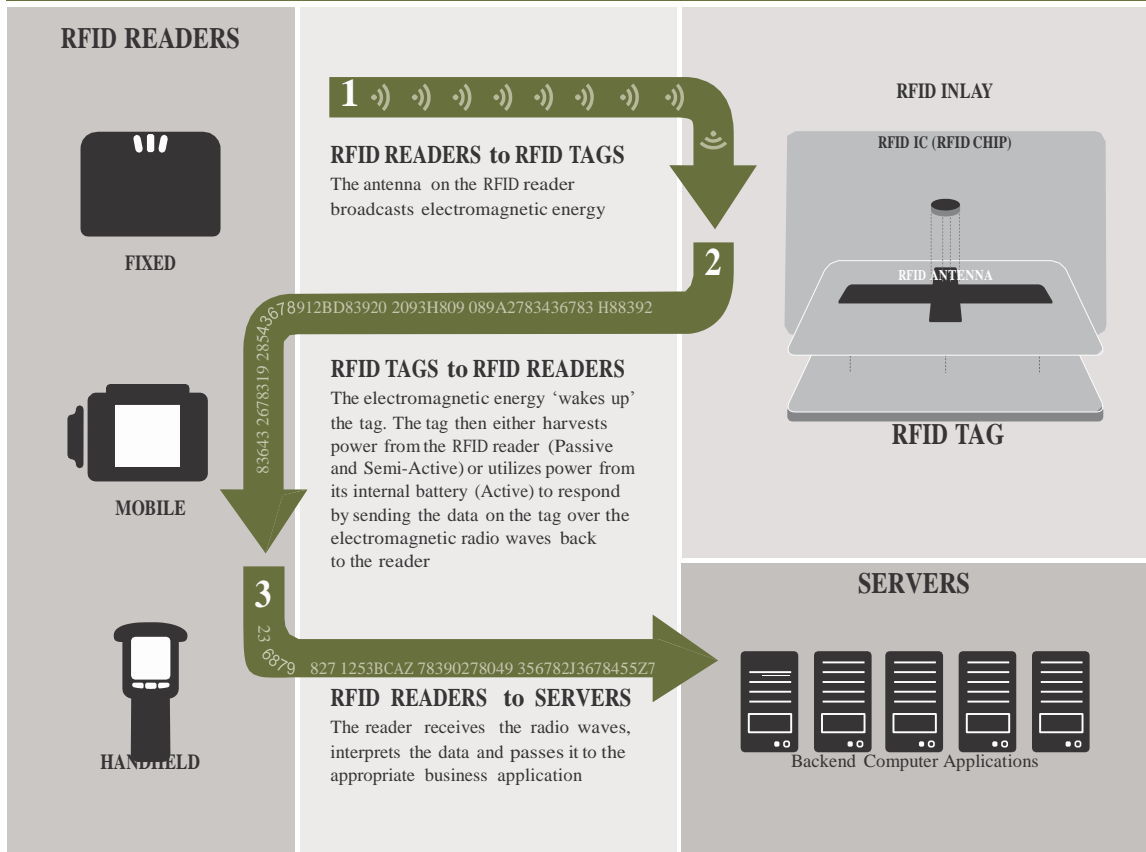 RFID READERS
FIXED
MOBILE
HANDHELD
1
RFID READERS to RFID TAGS
The antenna on the RFID reader
broadcasts electromagnetic energy
2
8912BD83920 2093H809 089A2783436783 H88392
83643 2678319 28543678
RFID TAGS to RFID READERS
The electromagnetic energy ‘wakes up’
the tag. The tag then either harvests
power from the RFID reader (Passive
and Semi-Active) or utilizes power from
its internal battery (Active) to respond
by sending the data on the tag over the
electromagnetic radio waves back
to the reader
3
23 6879 827 1253BCAZ 78390278049 356782J3678455Z7
RFID READERS to SERVERS
The reader receives the radio waves,
interprets the data and passes it to the
appropriate business application
RFID INLAY
RFID IC (RFID CHIP)
RFID ANTENNA
RFID TAG
SERVERS
Backend Computer Applications